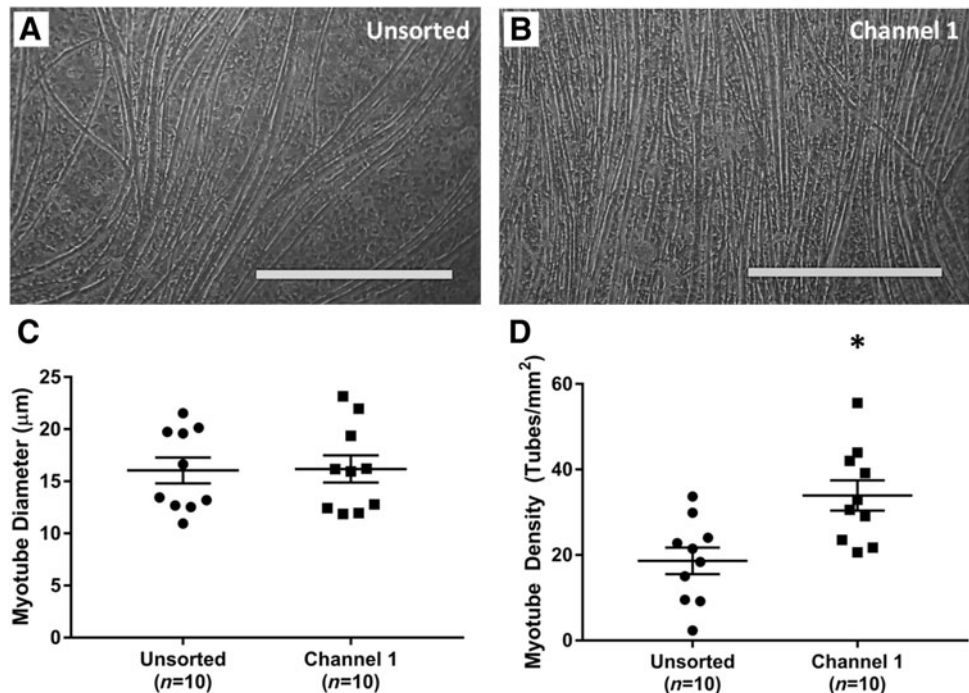 A
Unsorted
B
Channel 1
C
Myotube Diameter (μm)
25
20
15
10
5
0
Unsorted
(n=10)
Channel 1
(n=10)
D
*
Myotube Density (Tubes/mm²)
60
40
20
0
Unsorted
(n=10)
Channel 1
(n=10)